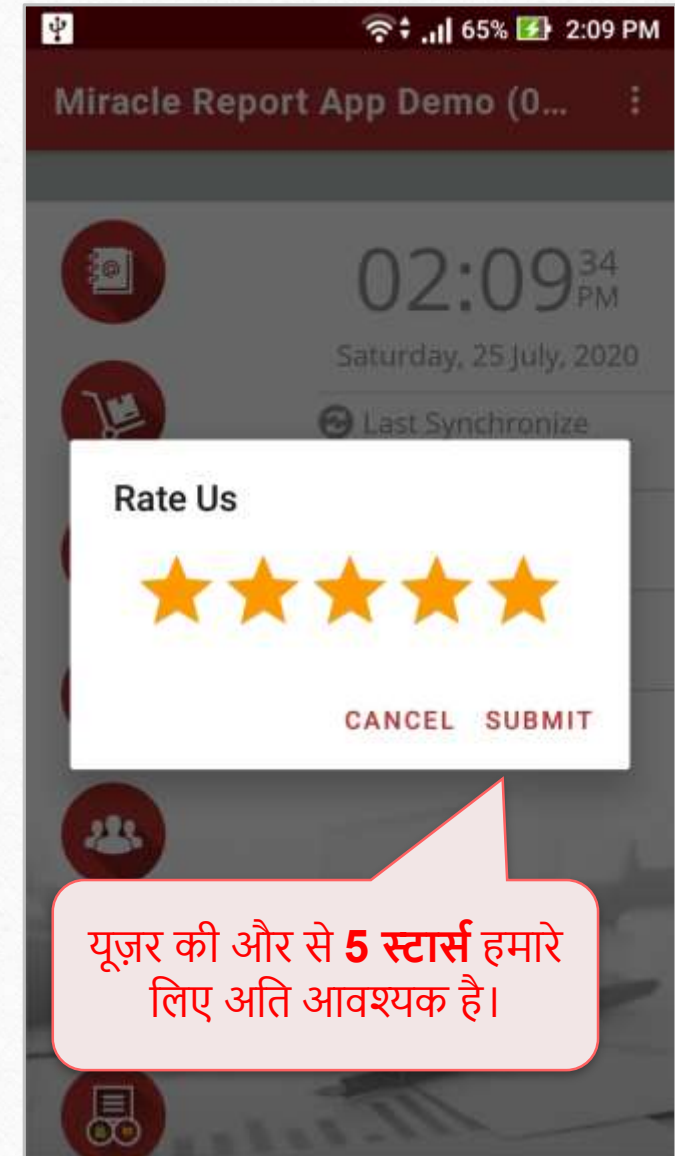 65% 2:09 PM
Miracle Report App Demo (0...
02:09 34 PM
Saturday, 25 July, 2020
Last Synchronize
Rate Us
CANCEL SUBMIT
यूज़र की और से 5 स्टार्स हमारे
लिए अति आवश्यक है।